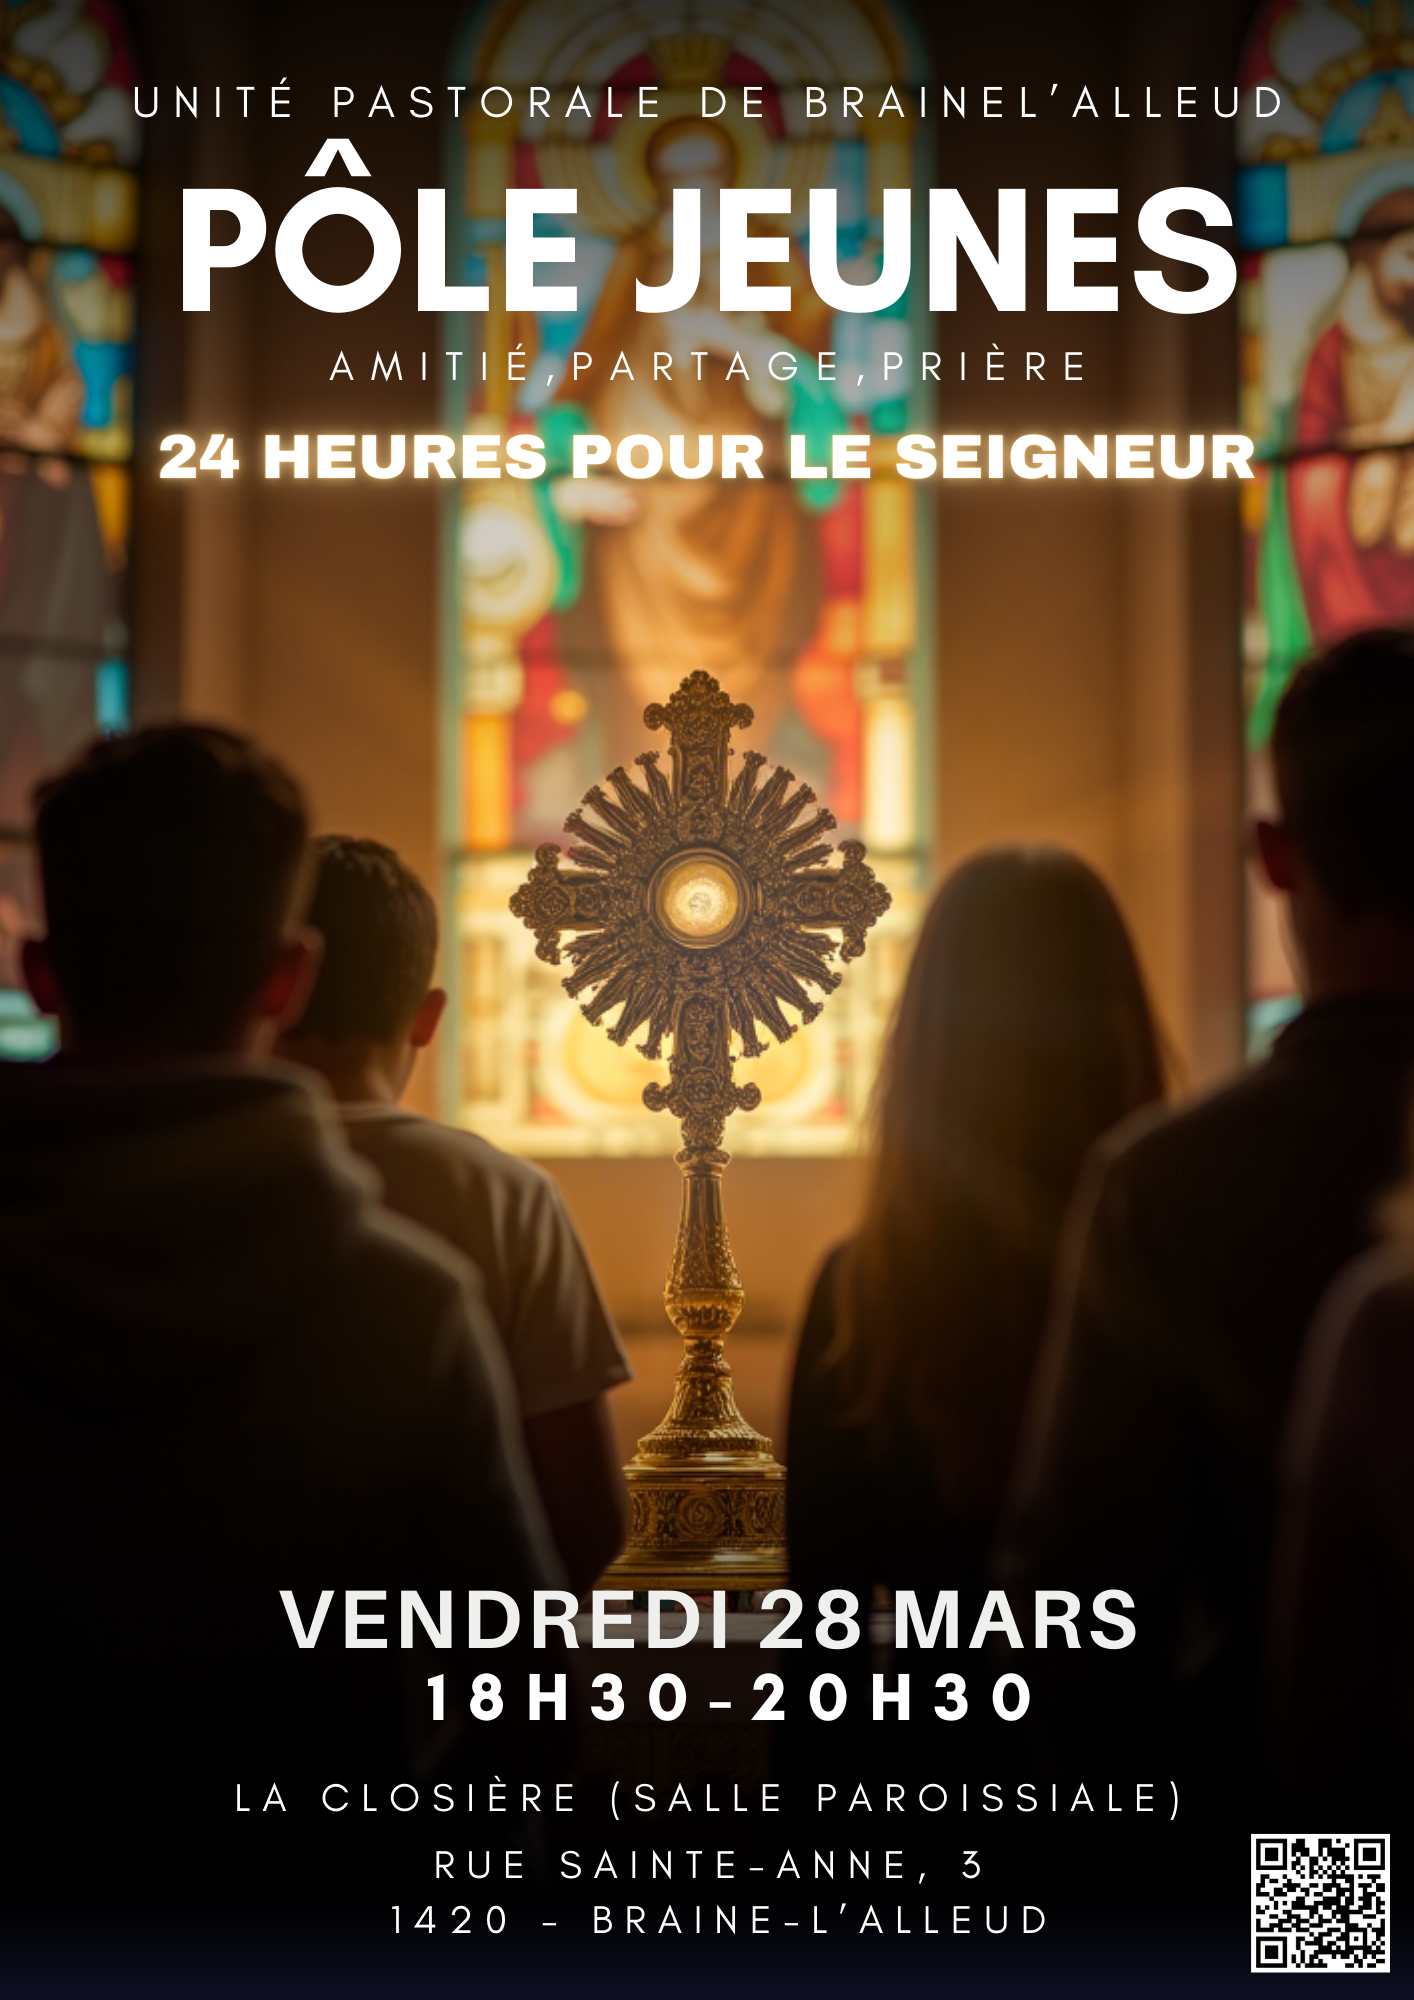 UNITÉ PASTORALE DE BRAINEL'ALLEUD
PÔLE JEUNES
AMITIÉ,PARTAGE,PRIÈRE
24 HEURES POUR LE SEIGNEUR
VENDREDI 28 MARS
18H30-20H30
LA CLOSIÈRE (SALLE PAROISSIALE)
RUE SAINTE-ANNE, 3
1420 - BRAINE-L'ALLEUD